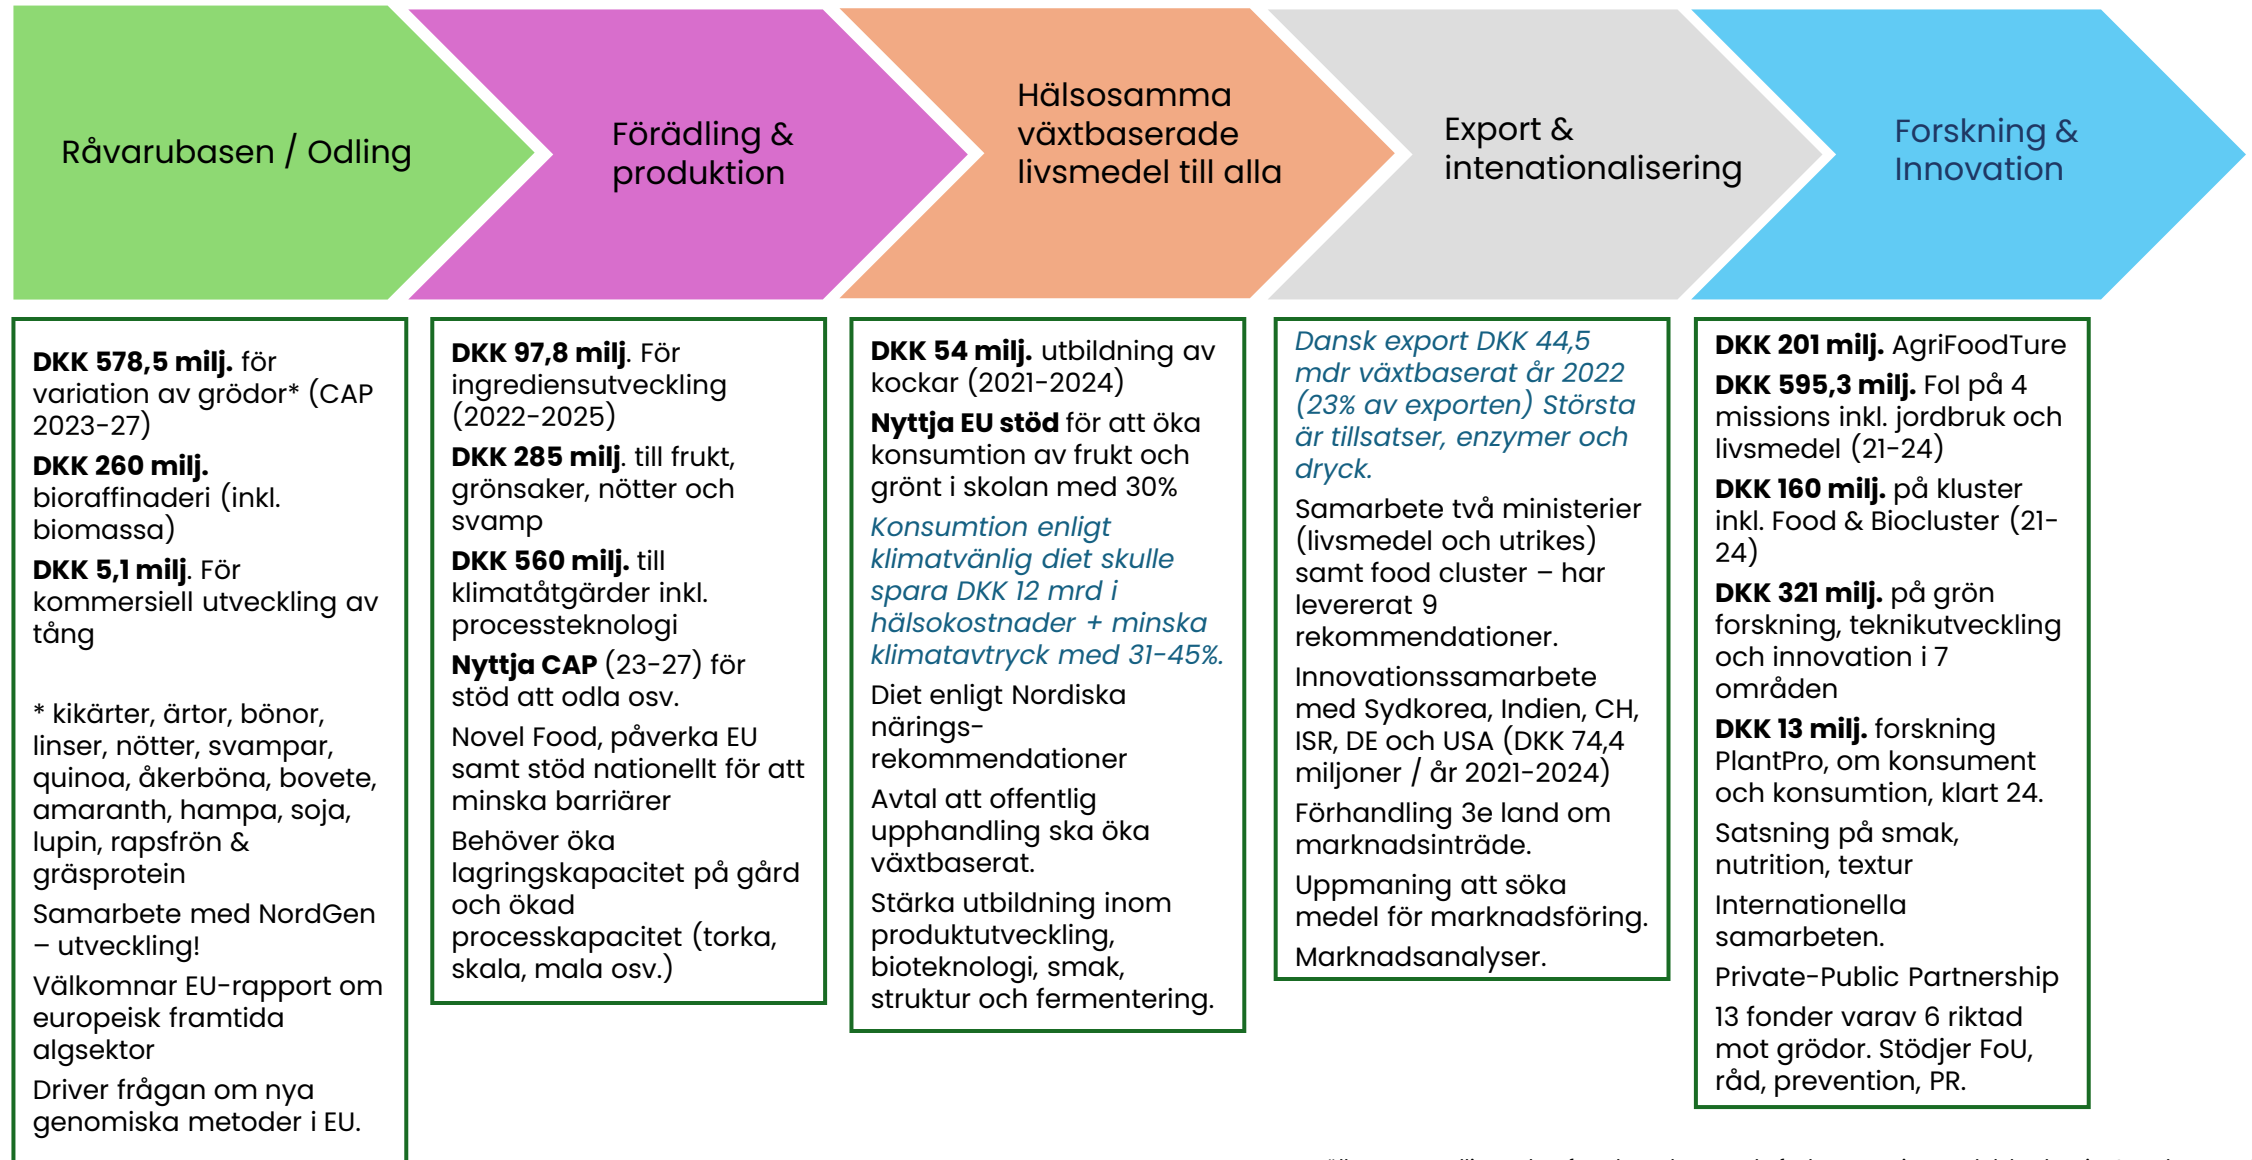 Råvarubasen / Odling
Förädling &
produktion
Hälsosamma
växtbaserade
livsmedel till alla
Export &
intenationalisering
Forskning &
Innovation
DKK 578,5 milj. för
variation av grödor* (CAP
2023-27)
DKK 260 milj.
bioraffinaderi (inkl.
biomassa)
DKK 5,1 milj. För
kommersiell utveckling av
tång
* kikärter, ärtor, bönor,
linser, nötter, svampar,
quinoa, åkerböna, bovete,
amaranth, hampa, soja,
lupin, rapsfrön &
gräsprotein
Samarbete med NordGen
– utveckling!
Välkomnar EU-rapport om
europeisk framtida
algsektor
Driver frågan om nya
genomiska metoder i EU.
DKK 97,8 milj. För
ingrediensutveckling
(2022-2025)
DKK 285 milj. till frukt,
grönsaker, nötter och
svamp
DKK 560 milj. till
klimatåtgärder inkl.
processteknologi
Nyttja CAP (23-27) för
stöd att odla osv.
Novel Food, påverka EU
samt stöd nationellt för att
minska barriärer
Behöver öka
lagringskapacitet på gård
och ökad
processkapacitet (torka,
skala, mala osv.)
DKK 54 milj. utbildning av
kockar (2021-2024)
Nyttja EU stöd för att öka
konsumtion av frukt och
grönt i skolan med 30%
Konsumtion enligt
klimatvänlig diet skulle
spara DKK 12 mrd i
hälsokostnader + minska
klimatavtryck med 31-45%.
Diet enligt Nordiska
närings-
rekommendationer
Avtal att offentlig
upphandling ska öka
växtbaserat.
Stärka utbildning inom
produktutveckling,
bioteknologi, smak,
struktur och fermentering.
Dansk export DKK 44,5
mdr växtbaserat år 2022
(23% av exporten) Största
är tillsatser, enzymer och
dryck.
Samarbete två ministerier
(livsmedel och utrikes)
samt food cluster – har
levererat 9
rekommendationer.
Innovationssamarbete
med Sydkorea, Indien, CH,
ISR, DE och USA (DKK 74,4
miljoner / år 2021-2024)
Förhandling 3e land om
marknadsinträde.
Uppmaning att söka
medel för marknadsföring.
Marknadsanalyser.
DKK 201 milj. AgriFoodTure
DKK 595,3 milj. FoI på 4
missions inkl. jordbruk och
livsmedel (21-24)
DKK 160 milj. på kluster
inkl. Food & Biocluster (21-
24)
DKK 321 milj. på grön
forskning, teknikutveckling
och innovation i 7
områden
DKK 13 milj. forskning
PlantPro, om konsument
och konsumtion, klart 24.
Satsning på smak,
nutrition, textur
Internationella
samarbeten.
Private-Public Partnership
13 fonder varav 6 riktad
mot grödor. Stödjer FoU,
råd, prevention, PR.